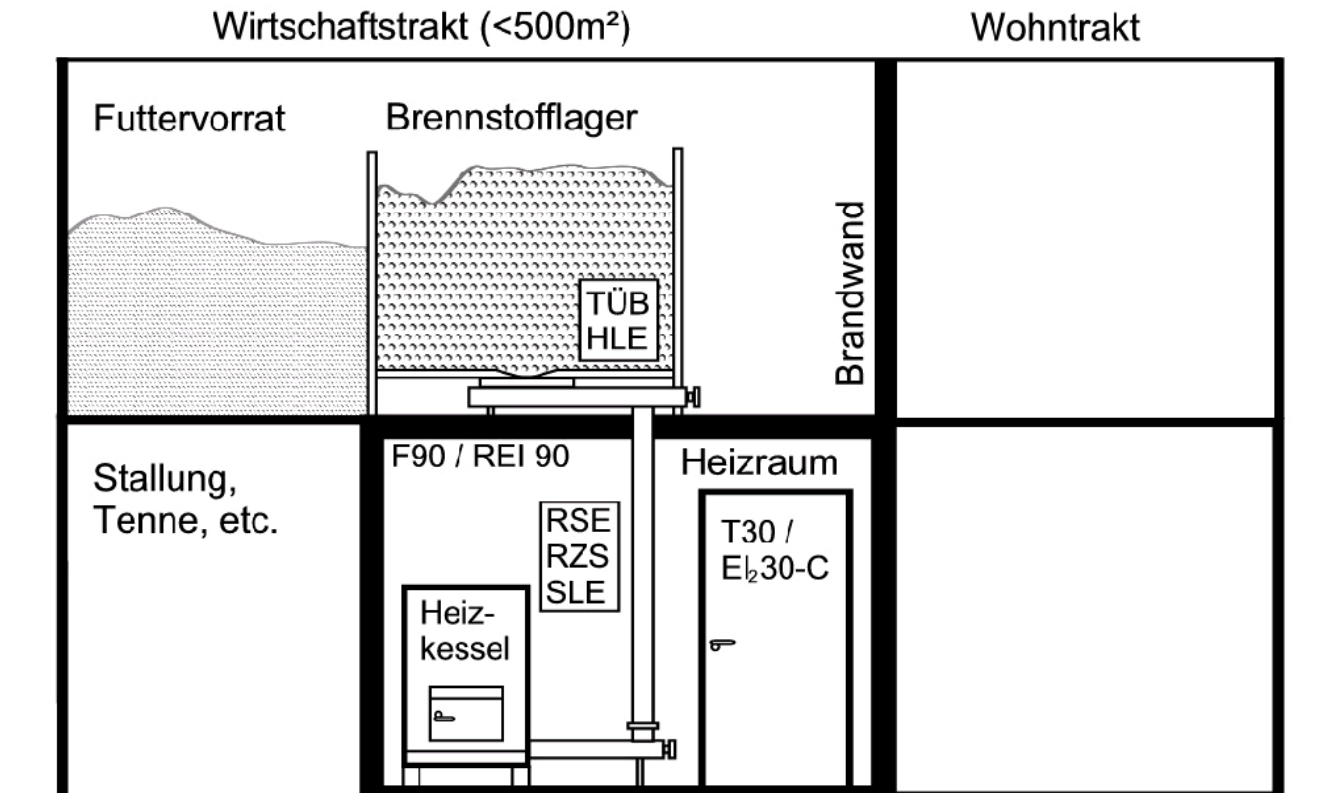 Wirtschaftstrakt (<500m²)
Wohntrakt
Futtervorrat
Brennstofflager
Brandwand
TÜB
HLE
F90 / REI 90
Heizraum
Stallung,
Tenne, etc.
RSE
RZS
SLE
T30 /
EI₂30-C
Heiz-
kessel